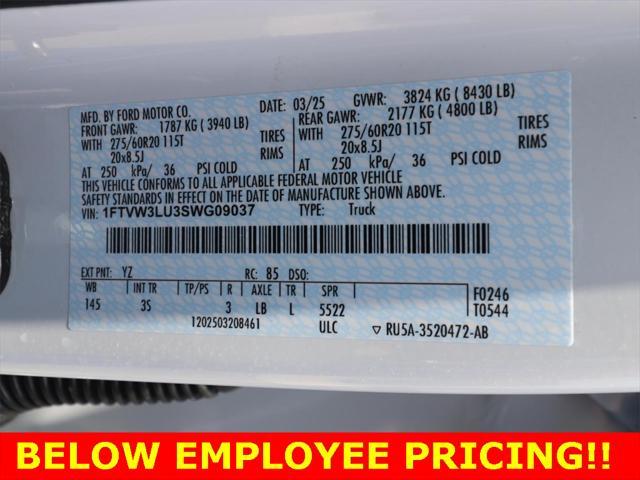 MFD. BY FORD MOTOR CO. DATE: 03/25 GVWR: 3824 KG ( 8430 LB)
FRONT GAWR: 1787 KG ( 3940 LB) REAR GAWR: 2177 KG ( 4800 LB)
WITH 275/60R20 115T TIRES WITH 275/60R20 115T TIRES
20x8.5J RIMS 20x8.5J RIMS
AT 250 kPa/ 36 PSI COLD AT 250 kPa/ 36 PSI COLD
THIS VEHICLE CONFORMS TO ALL APPLICABLE FEDERAL MOTOR VEHICLE
SAFETY STANDARDS IN EFFECT ON THE DATE OF MANUFACTURE SHOWN ABOVE.
VIN: 1FTVW3LU3SWG09037 TYPE: Truck
EXT PNT: YZ RC: 85 DSO:
WB INT TR TP/PS R AXLE TR SPR F0246
145 3S 3 LB L 5522 T0544
1202503208461 ULC ▽ RU5A-3520472-AB
BELOW EMPLOYEE PRICING!!